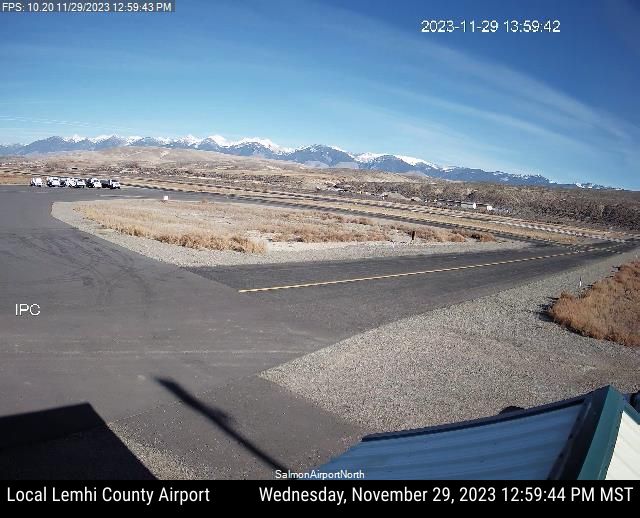 FPS: 10.20 11/29/2023 12:59:43 PM
2023-11-29 13:59:42
IPC
SalmonAirportNorth
Local Lemhi County Airport Wednesday, November 29, 2023 12:59:44 PM MST